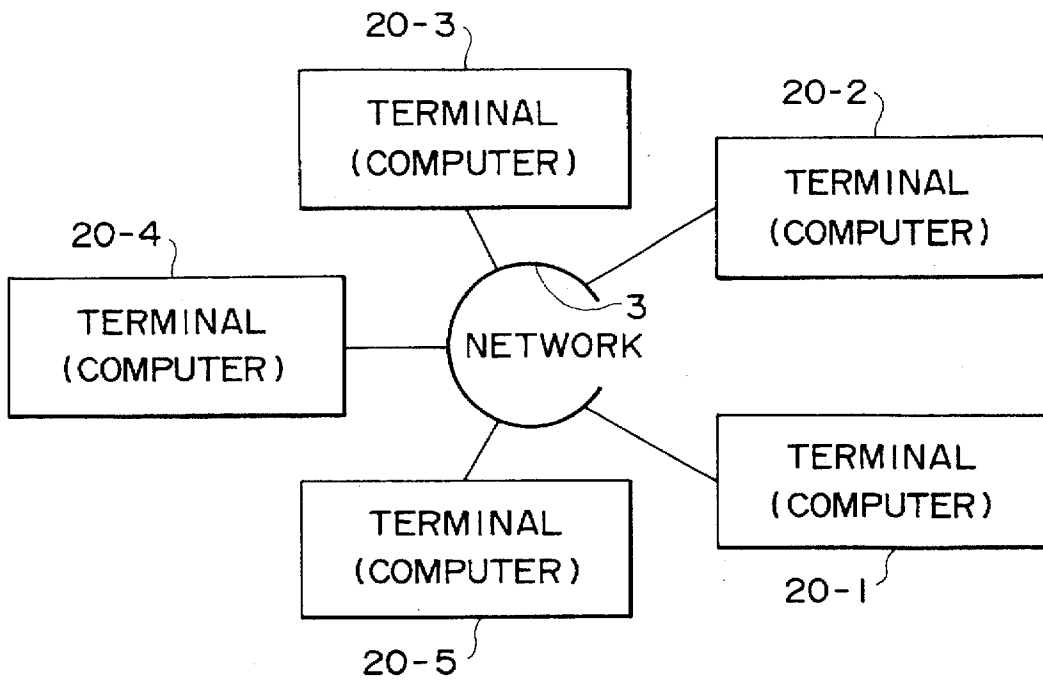 20-3
TERMINAL
(COMPUTER)
20-2
TERMINAL
(COMPUTER)
20-4
TERMINAL
(COMPUTER)
3
NETWORK
TERMINAL
(COMPUTER)
20-1
TERMINAL
(COMPUTER)
20-5